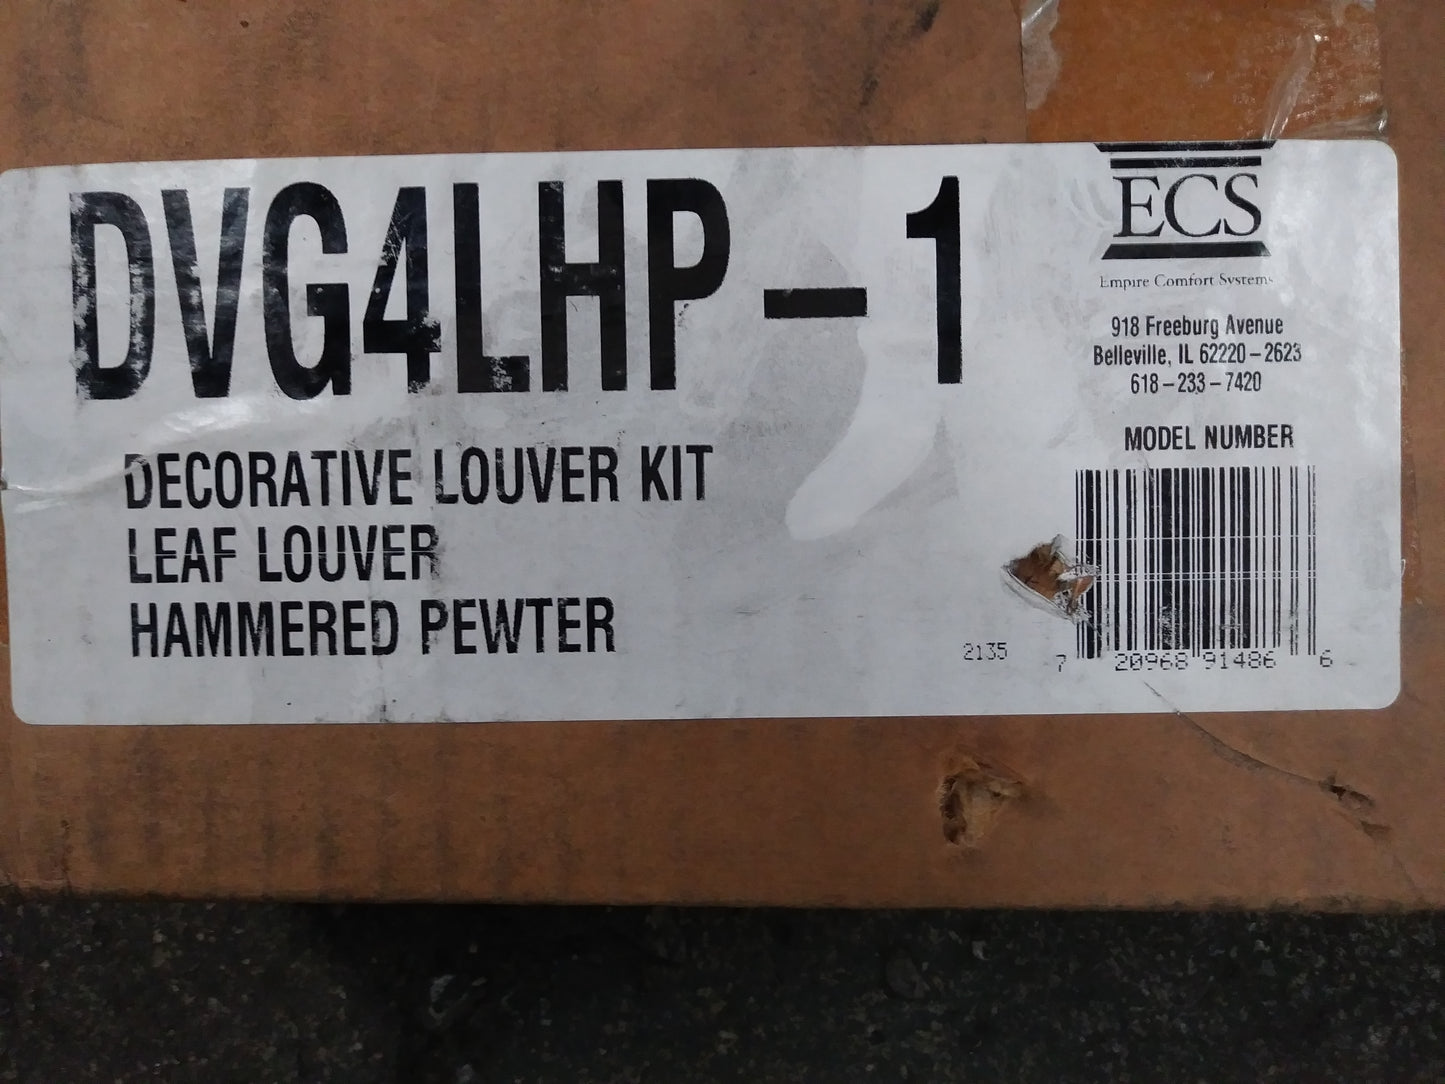 DVG4LHP-1
DECORATIVE LOUVER KIT
LEAF LOUVER
HAMMERED PEWTER
ECS
Empire Comfort Systems
918 Freeburg Avenue
Belleville, IL 62220-2623
618-233-7420
MODEL NUMBER
2135
7 20968 91486 6